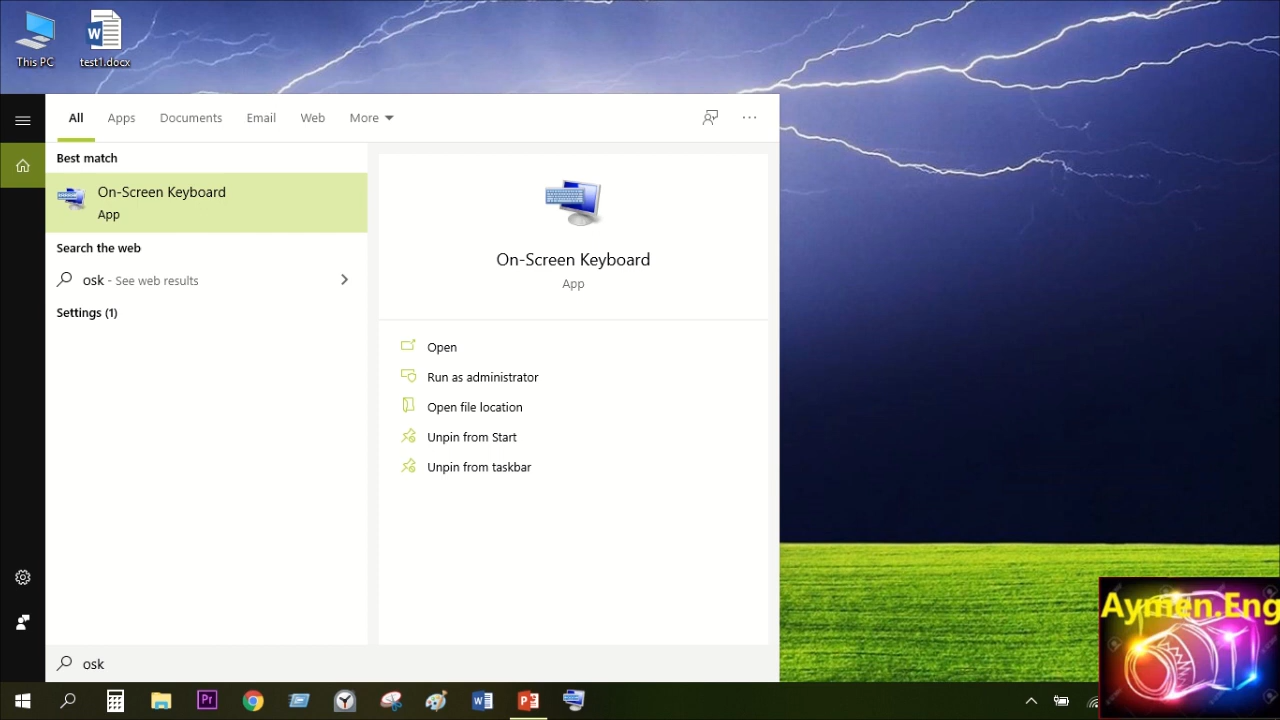 This PC
test1.docx
All Apps Documents Email Web More
Best match
On-Screen Keyboard
App
Search the web
osk - See web results
Settings (1)
On-Screen Keyboard
App
Open
Run as administrator
Open file location
Unpin from Start
Unpin from taskbar
osk
Aymen.Eng
Pr
W
W
P